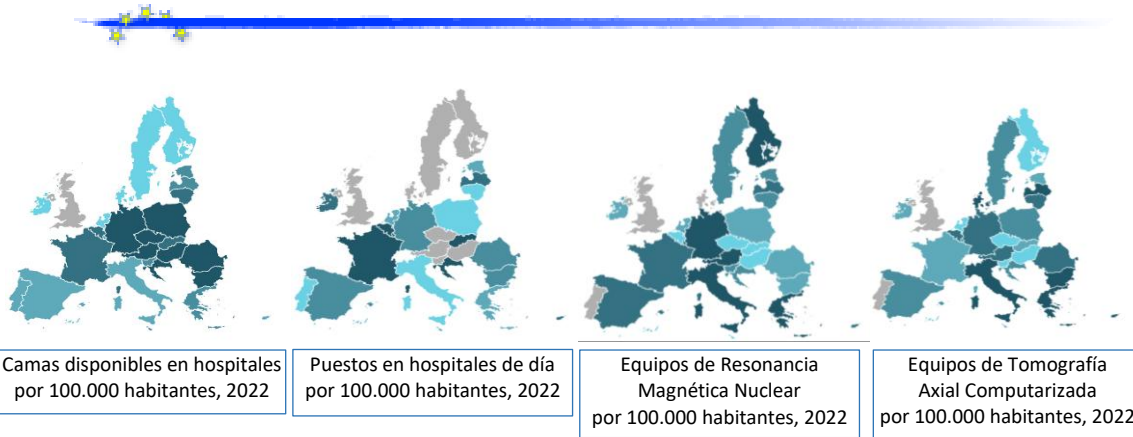 Camas disponibles en hospitales
por 100.000 habitantes, 2022
Puestos en hospitales de día
por 100.000 habitantes, 2022
Equipos de Resonancia
Magnética Nuclear
por 100.000 habitantes, 2022
Equipos de Tomografía
Axial Computarizada
por 100.000 habitantes, 2022